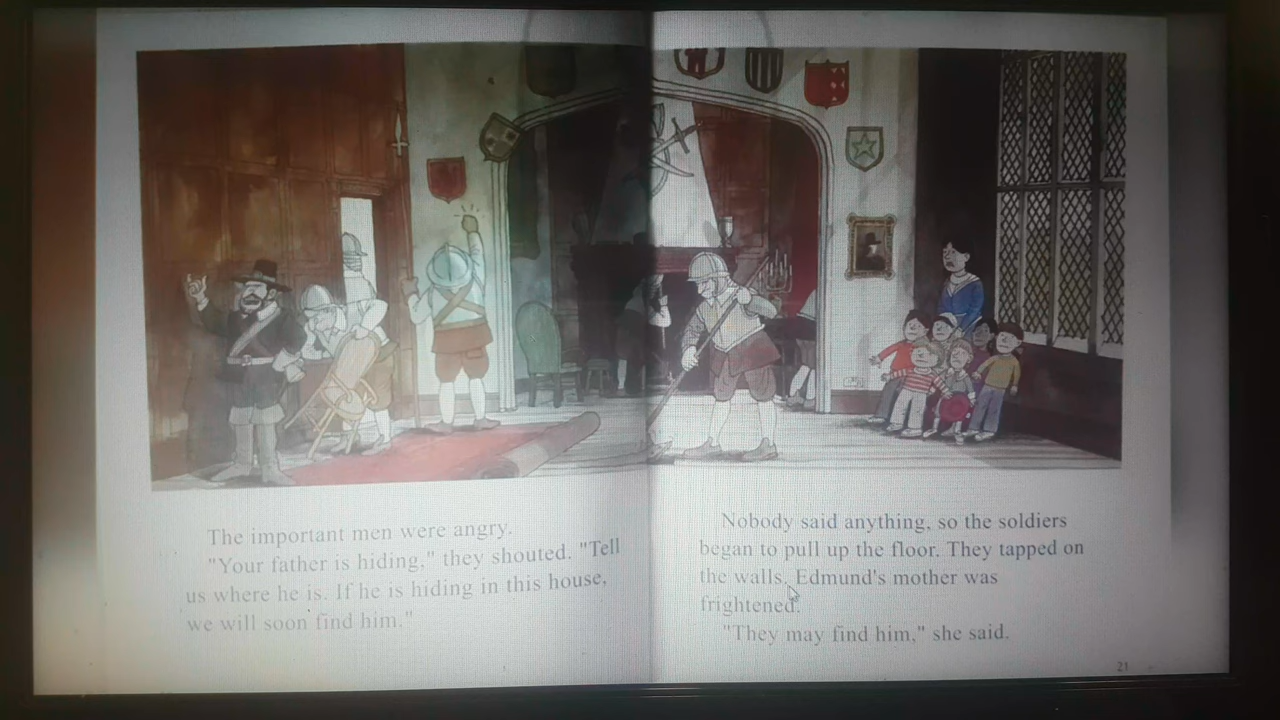 The important men were angry.
"Your father is hiding," they shouted. "Tell
us where he is. If he is hiding in this house,
we will soon find him."
Nobody said anything, so the soldiers
began to pull up the floor. They tapped on
the walls. Edmund's mother was
frightened.
"They may find him," she said.
21